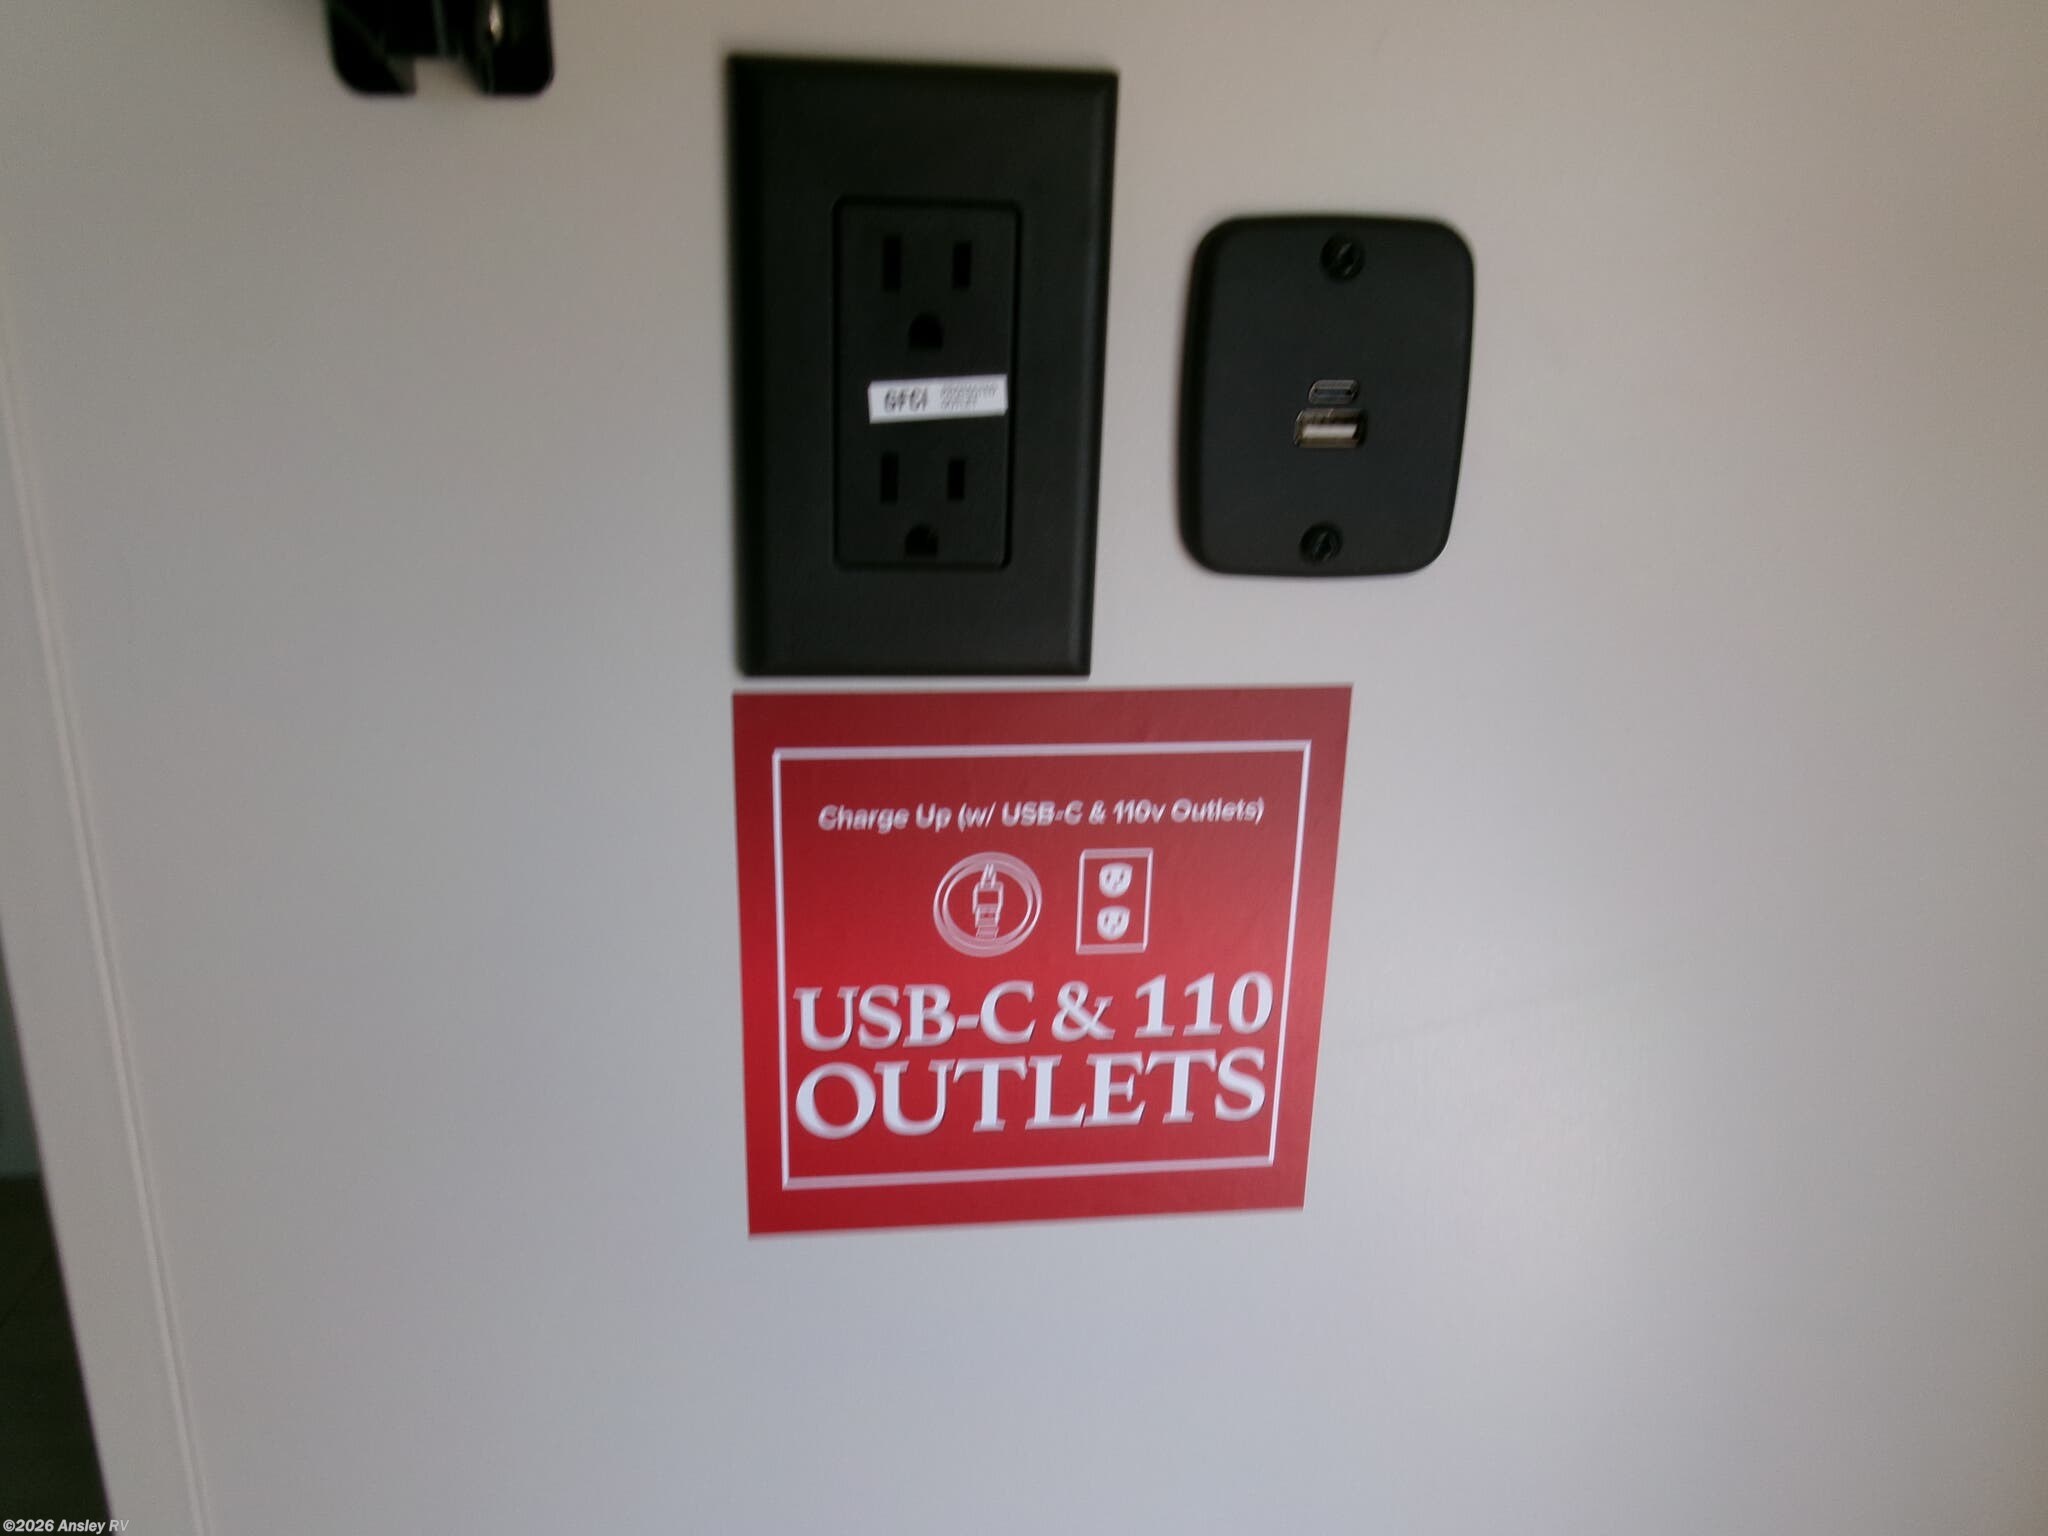 GFCI
Charge Up (w/ USB-C & 110v Outlets)
USB-C & 110
OUTLETS
©2026 Ansley RV